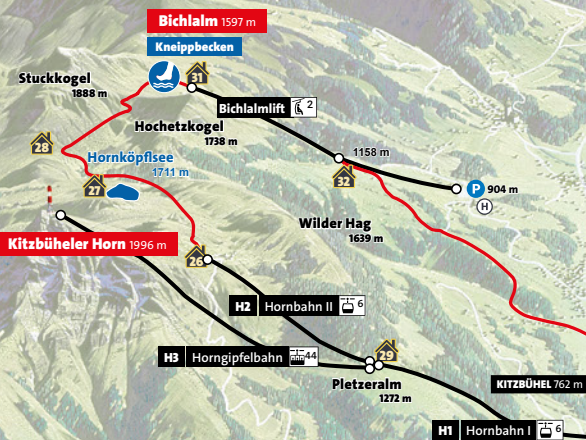 Bichlalm 1597 m
Kneippbecken
Stuckkogel
1888 m
31
Bichlalmlift 2
Hochetzkogel
1738 m
28
1158 m
Hornköpflsee
1711 m
27
32
P 904 m
H
Wilder Hag
1639 m
Kitzbüheler Horn 1996 m
26
H2 Hornbahn II 6
H3 Horngipfelbahn 44
29
Pletzeralm
1272 m
KITZBÜHEL 762 m
H1 Hornbahn I 6